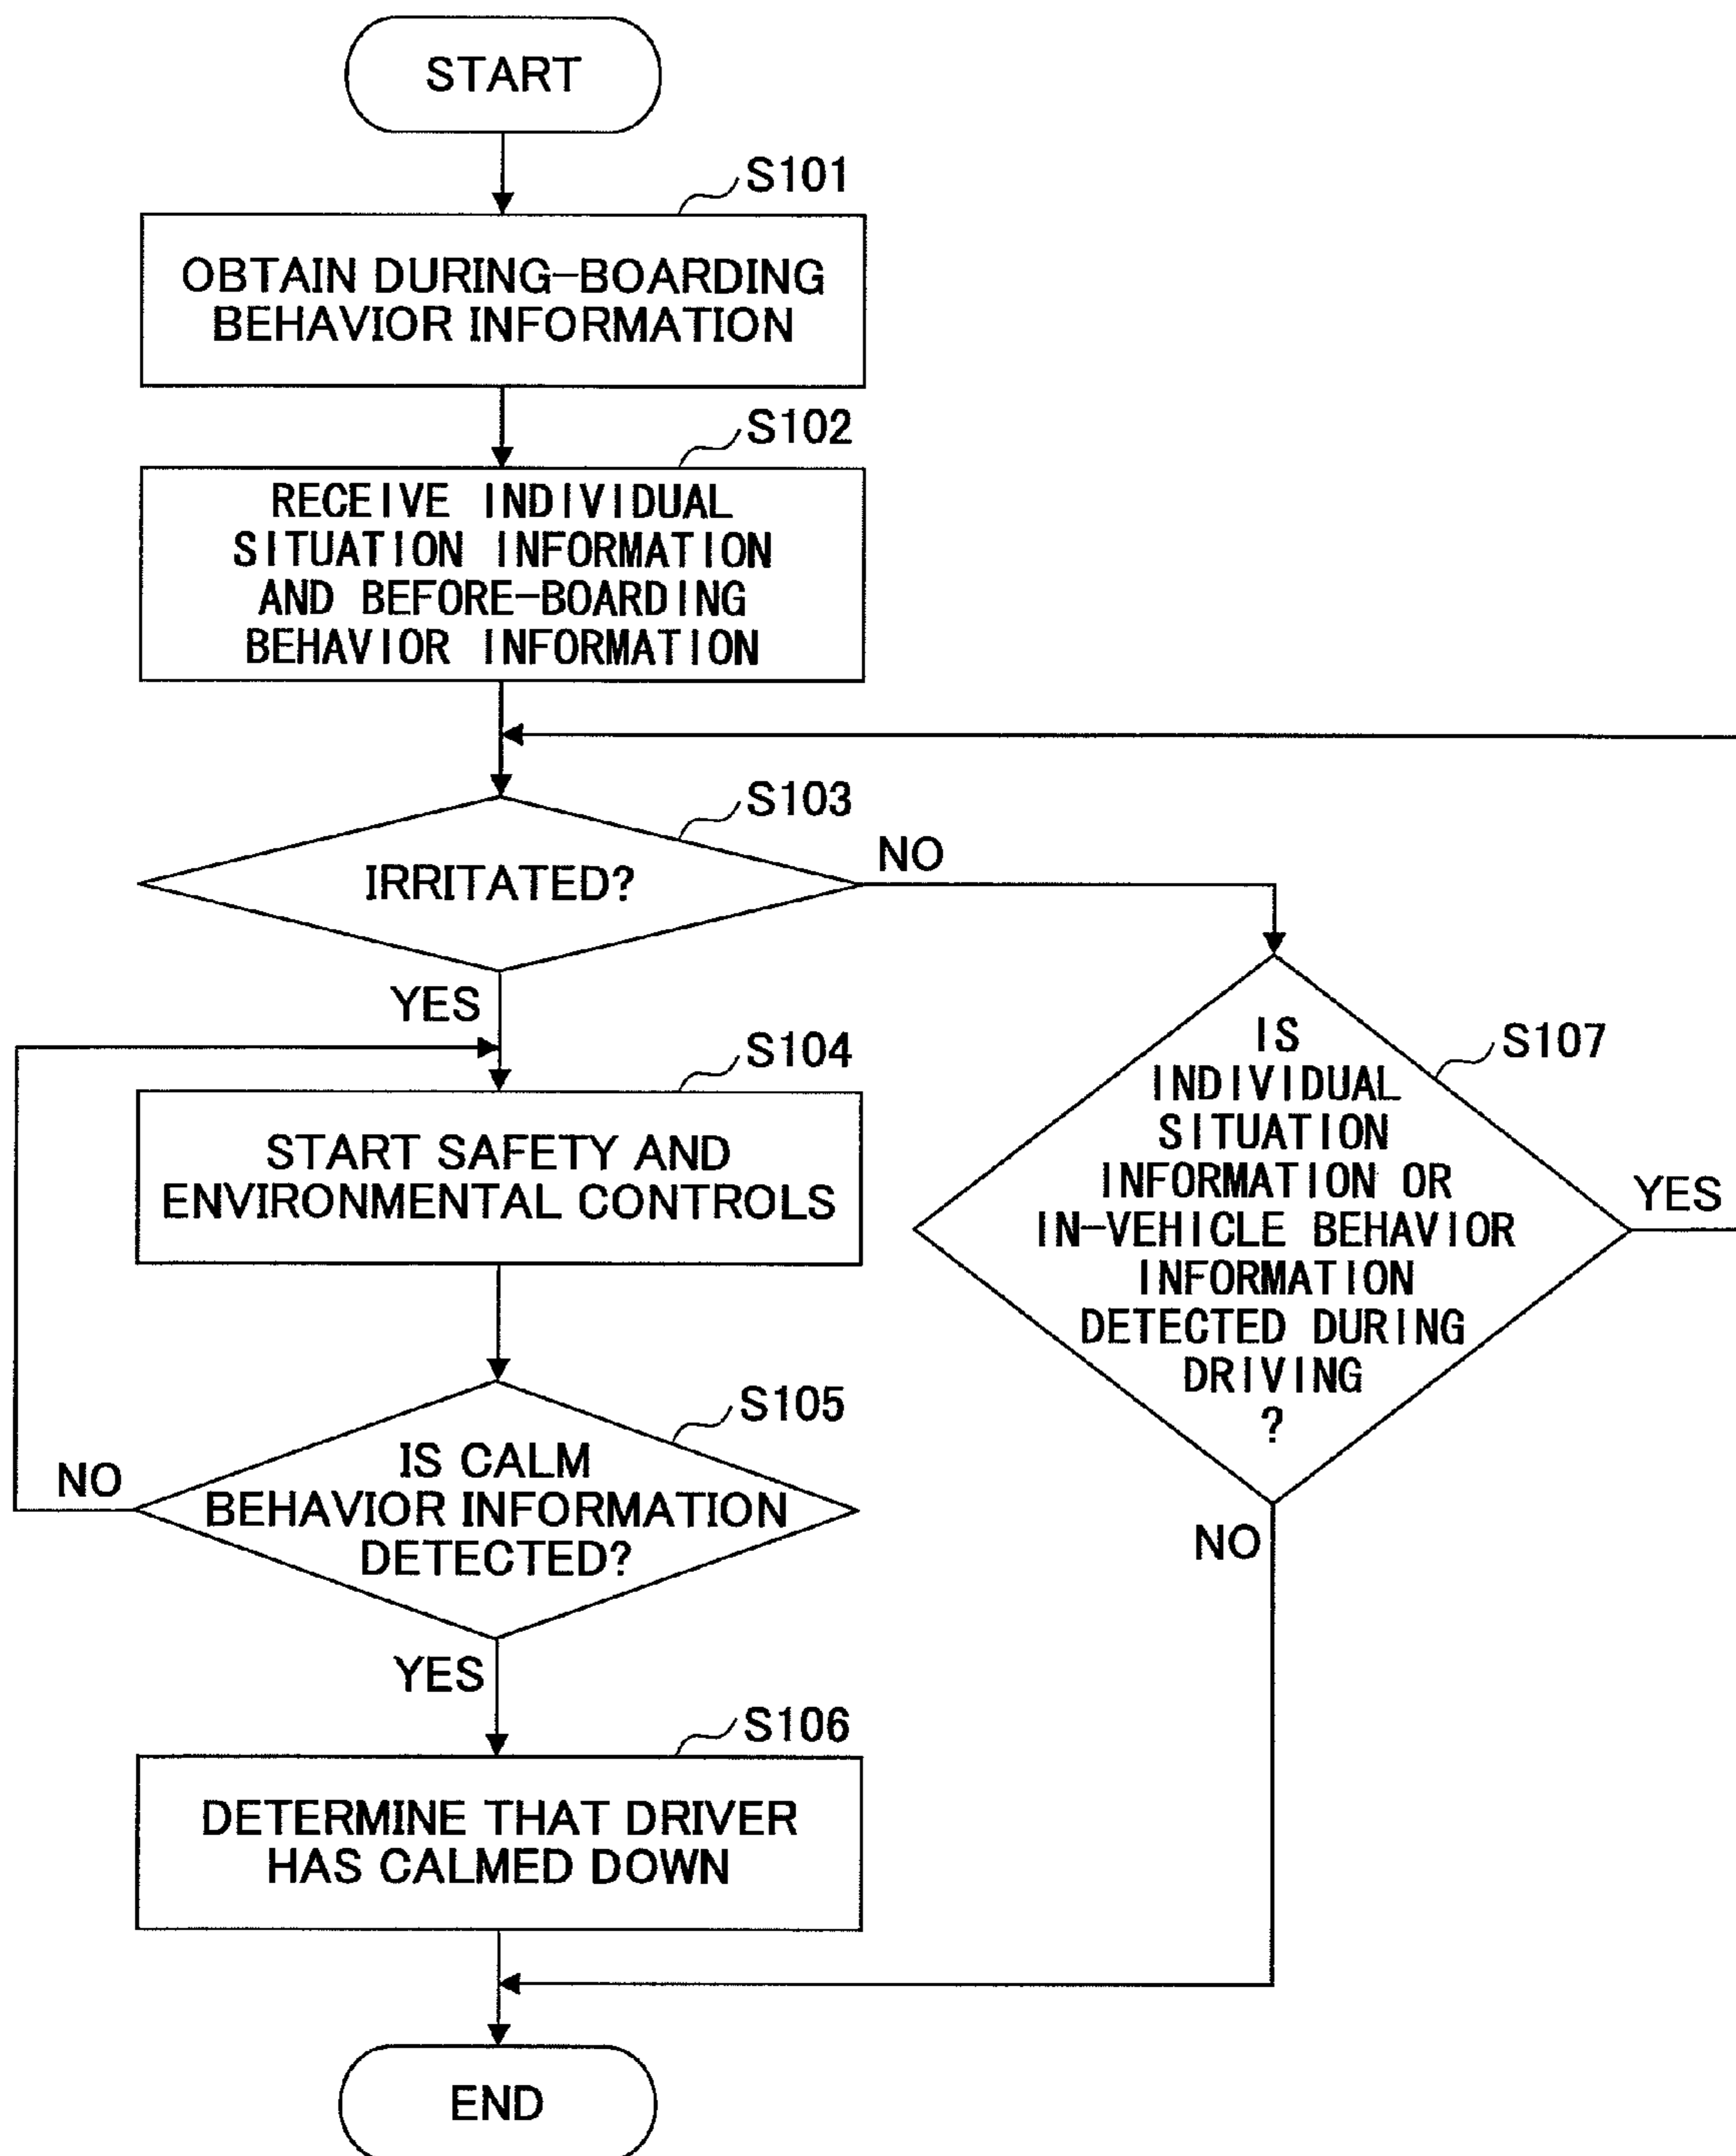 START
S101
OBTAIN DURING-BOARDING
BEHAVIOR INFORMATION
S102
RECEIVE INDIVIDUAL
SITUATION INFORMATION
AND BEFORE-BOARDING
BEHAVIOR INFORMATION
S103
IRRITATED?
NO
YES
S104
START SAFETY AND
ENVIRONMENTAL CONTROLS
S107
IS
INDIVIDUAL
SITUATION
INFORMATION OR
IN-VEHICLE BEHAVIOR
INFORMATION
DETECTED DURING
DRIVING
?
YES
NO
S105
IS CALM
BEHAVIOR INFORMATION
DETECTED?
NO
YES
S106
DETERMINE THAT DRIVER
HAS CALMED DOWN
END